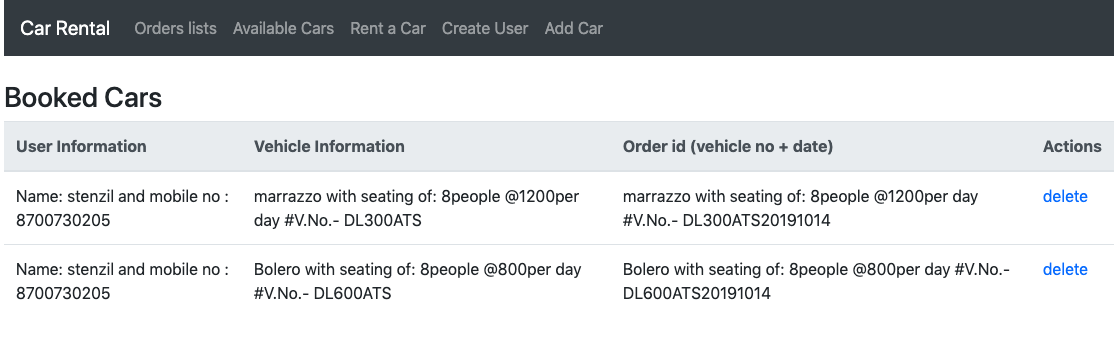 Car Rental Orders lists Available Cars Rent a Car Create User Add Car
Booked Cars
User Information Vehicle Information Order id (vehicle no + date) Actions
Name: stenzil and mobile no : marrazzo with seating of: 8people @1200per marrazzo with seating of: 8people @1200per day delete
8700730205 day #V.No.- DL300ATS #V.No.- DL300ATS20191014
Name: stenzil and mobile no : Bolero with seating of: 8people @800per day Bolero with seating of: 8people @800per day #V.No.- delete
8700730205 #V.No.- DL600ATS DL600ATS20191014